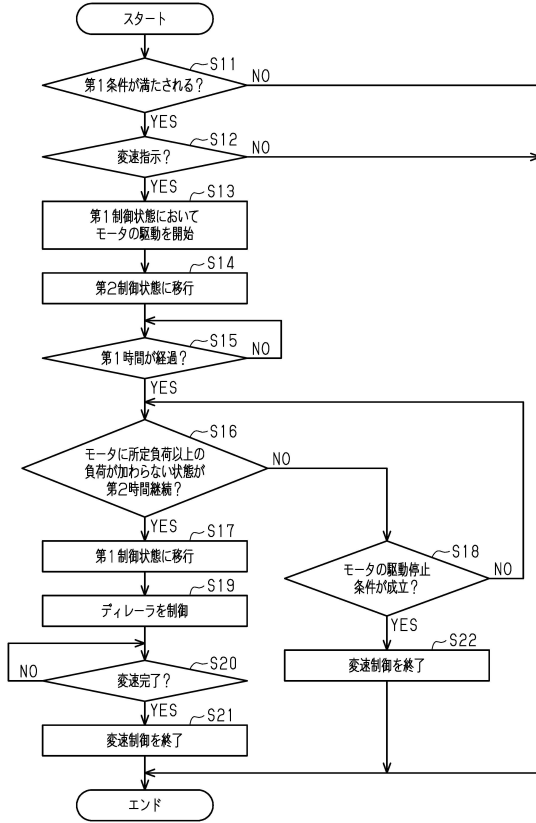 スタート
S11
第1条件が満たされる?
NO
YES
S12
変速指示?
NO
YES
S13
第1制御状態において
モータの駆動を開始
S14
第2制御状態に移行
S15
第1時間が経過?
NO
YES
S16
モータに所定負荷以上の
負荷が加わらない状態が
第2時間継続?
NO
YES
S17
第1制御状態に移行
S18
モータの駆動停止
条件が成立?
NO
YES
S19
ディレーラを制御
S20
変速完了?
NO
YES
S21
変速制御を終了
S22
変速制御を終了
エンド